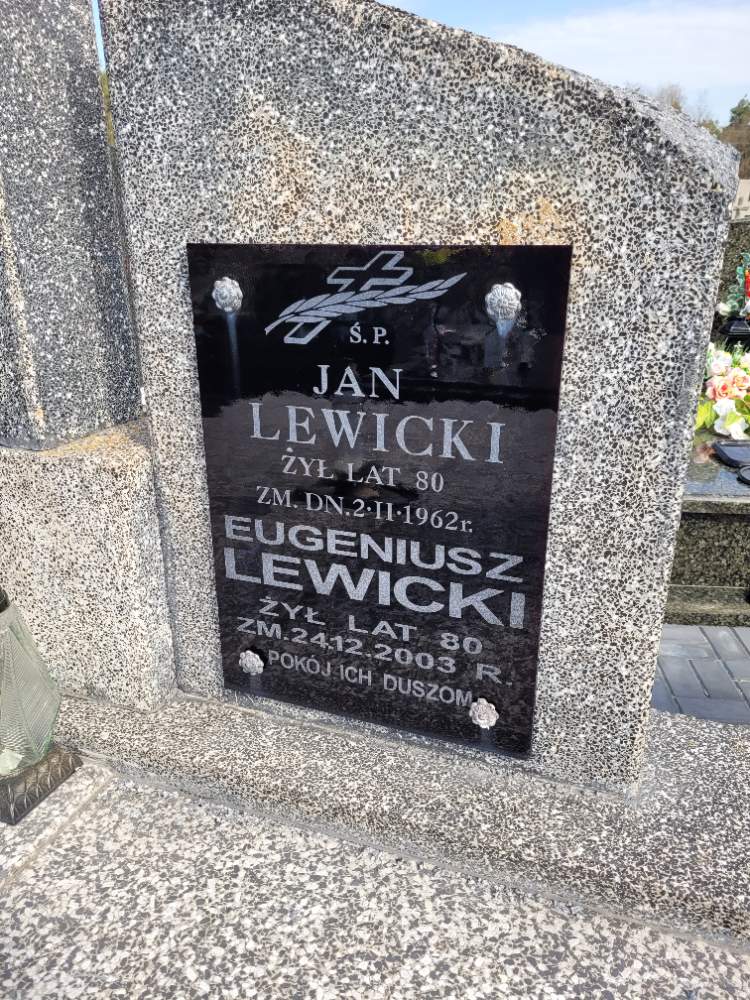 Ś.P.
JAN
LEWICKI
ŻYŁ LAT 80
ZM. DN.2·II·1962r.
EUGENIUSZ
LEWICKI
ŻYŁ LAT 80
ZM.24.12.2003 R.
POKÓJ ICH DUSZOM